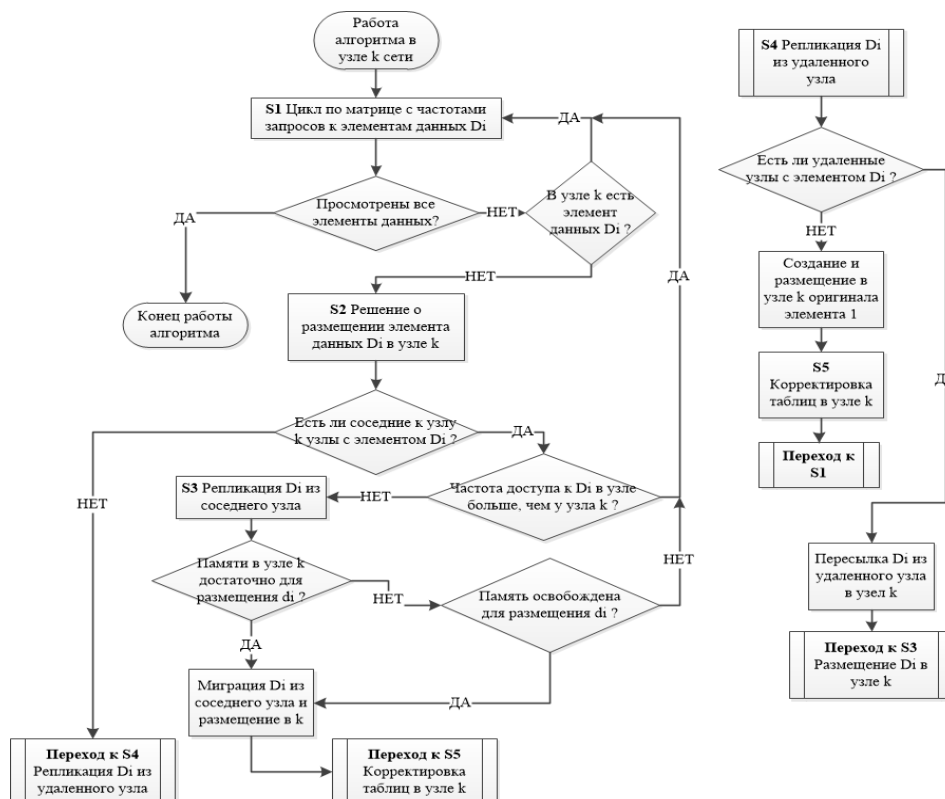 Работа
алгоритма в
узле k сети
S1 Цикл по матрице с частотами
запросов к элементам данных Di
Просмотрены все
элементы данных?
ДА
НЕТ
В узле k есть
элемент
данных Di ?
ДА
НЕТ
Конец работы
алгоритма
S2 Решение о
размещении элемента
данных Di в узле k
Есть ли соседние к узлу
k узлы с элементом Di ?
НЕТ
ДА
Частота доступа к Di в узле
больше, чем у узла k ?
ДА
НЕТ
S3 Репликация Di из
соседнего узла
Памяти в узле k
достаточно для
размещения di ?
НЕТ
ДА
Память освобождена
для размещения di ?
НЕТ
ДА
Миграция Di из
соседнего узла и
размещение в k
Переход к S4
Репликация Di из
удаленного узла
Переход к S5
Корректировка
таблиц в узле k
S4 Репликация Di
из удаленного
узла
Есть ли удаленные
узлы с элементом Di ?
НЕТ
Создание и
размещение в
узле k оригинала
элемента 1
S5
Корректировка
таблиц в узле k
Переход к
S1
Пересылка Di из
удаленного узла
в узел k
Переход к S3
Размещение Di в
узле k